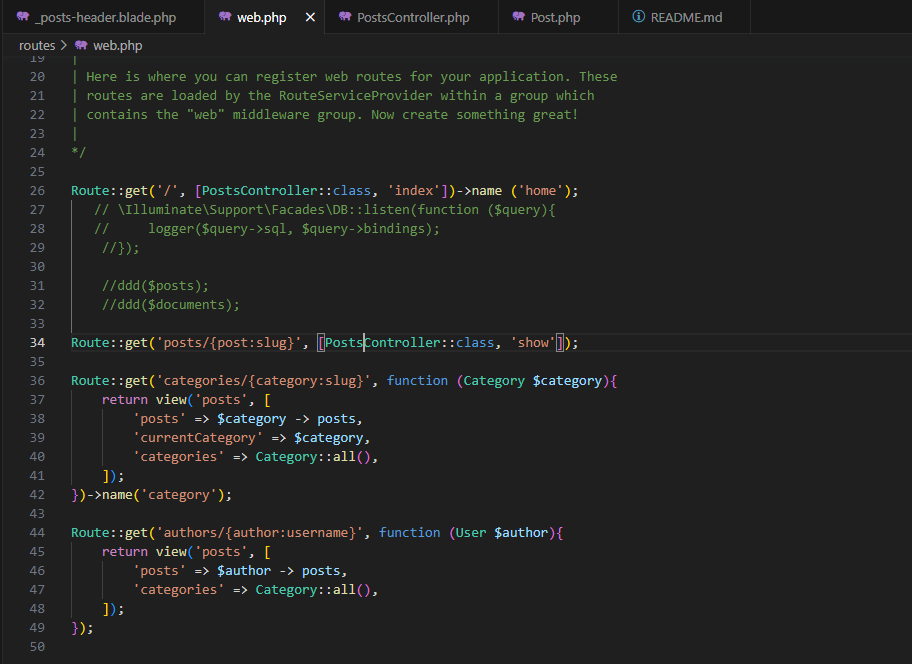 _posts-header.blade.php web.php PostsController.php Post.php README.md
routes > web.php
19 |
20 | Here is where you can register web routes for your application. These
21 | routes are loaded by the RouteServiceProvider within a group which
22 | contains the "web" middleware group. Now create something great!
23 |
24 */
25
26 Route::get('/', [PostsController::class, 'index'])->name ('home');
27 // \Illuminate\Support\Facades\DB::listen(function ($query){
28 //     logger($query->sql, $query->bindings);
29 //});
30
31 //ddd($posts);
32 //ddd($documents);
33
34 Route::get('posts/{post:slug}', [PostsController::class, 'show']);
35
36 Route::get('categories/{category:slug}', function (Category $category){
37     return view('posts', [
38         'posts' => $category -> posts,
39         'currentCategory' => $category,
40         'categories' => Category::all(),
41     ]);
42 })->name('category');
43
44 Route::get('authors/{author:username}', function (User $author){
45     return view('posts', [
46         'posts' => $author -> posts,
47         'categories' => Category::all(),
48     ]);
49 });
50